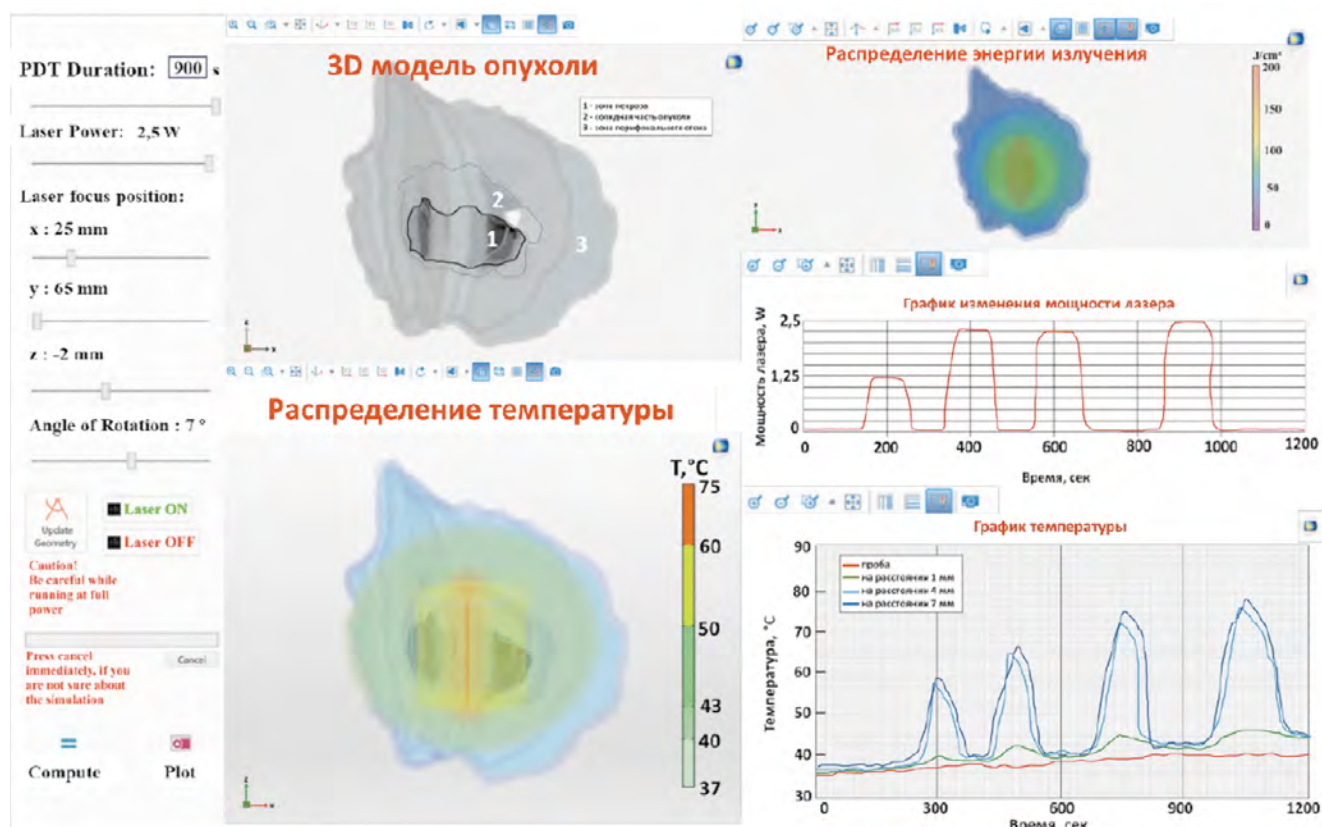 PDT Duration: 900 s
Laser Power: 2,5 W
Laser focus position:
x : 25 mm
y : 65 mm
z : -2 mm
Angle of Rotation : 7 °
Update
Geometry
Laser ON
Laser OFF
Caution!
Be careful while
running at full
power
Press cancel
immediately, if you
are not sure about
the simulation
Cancel
Compute
Plot
3D модель опухоли
1 - зона некроза
2 - солидная часть опухоли
3 - зона перифокального отека
2
1
3
z
x
Распределение температуры
T,°C
75
60
50
43
40
37
z
x
Распределение энергии излучения
J/cm²
200
150
100
50
0
График изменения мощности лазера
Мощность лазера, W
2,5
1,25
0
0 200 400 600 800 1000 1200
Время, сек
График температуры
проба
на расстоянии 1 мм
на расстоянии 4 мм
на расстоянии 7 мм
Температура, °C
90
80
70
60
50
40
30
0 300 600 900 1200
Время, сек